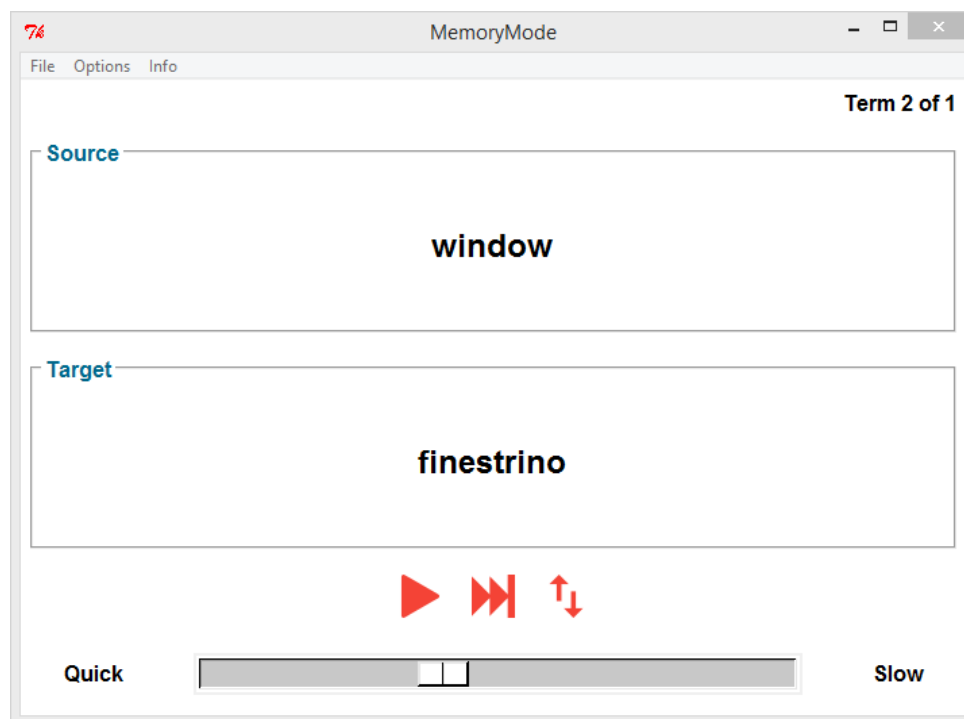 MemoryMode
File Options Info
Term 2 of 1
Source
window
Target
finestrino
Quick Slow